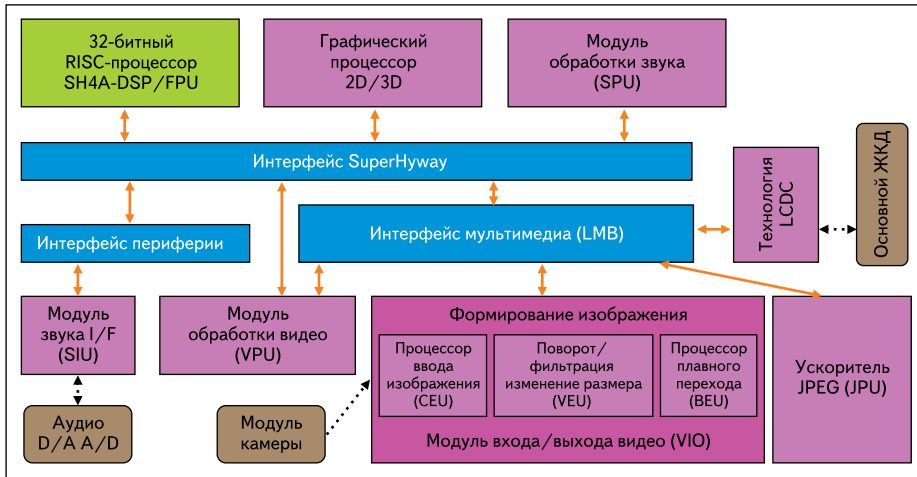 32-битный
RISC-процессор
SH4A-DSP/FPU
Графический
процессор
2D/3D
Модуль
обработки звука
(SPU)
Интерфейс SuperHyway
Технология
LCDC
Основной ЖКД
Интерфейс периферии
Интерфейс мультимедиа (LMB)
Модуль
звука I/F
(SIU)
Модуль
обработки видео
(VPU)
Формирование изображения
Процессор
ввода
изображения
(CEU)
Поворот/
фильтрация
изменение размера
(VEU)
Процессор
плавного
перехода
(BEU)
Модуль входа/выхода видео (VIO)
Ускоритель
JPEG (JPU)
Аудио
D/A A/D
Модуль
камеры